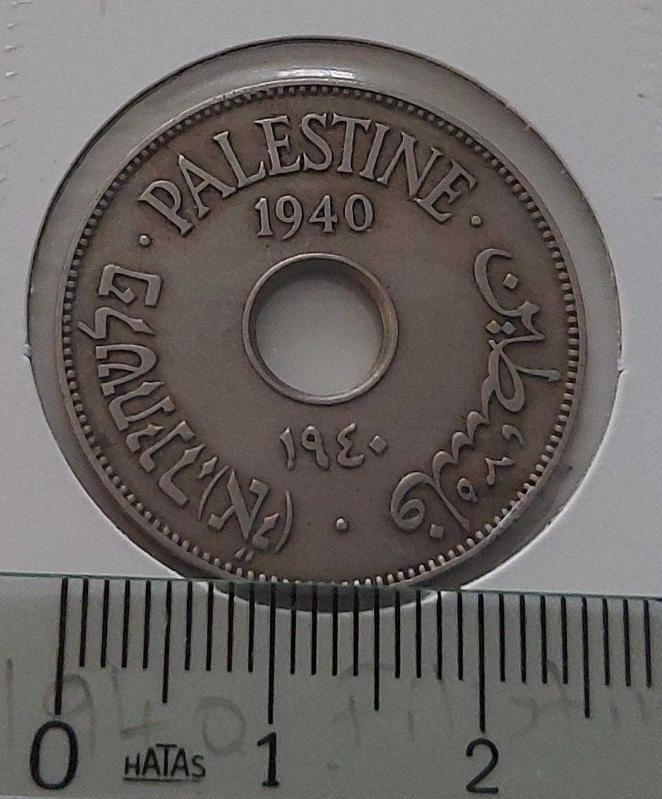 PALESTINE
1940
פלשתינה (א״י)
فلسطين
١٩٤٠
0 1 2
HATAS